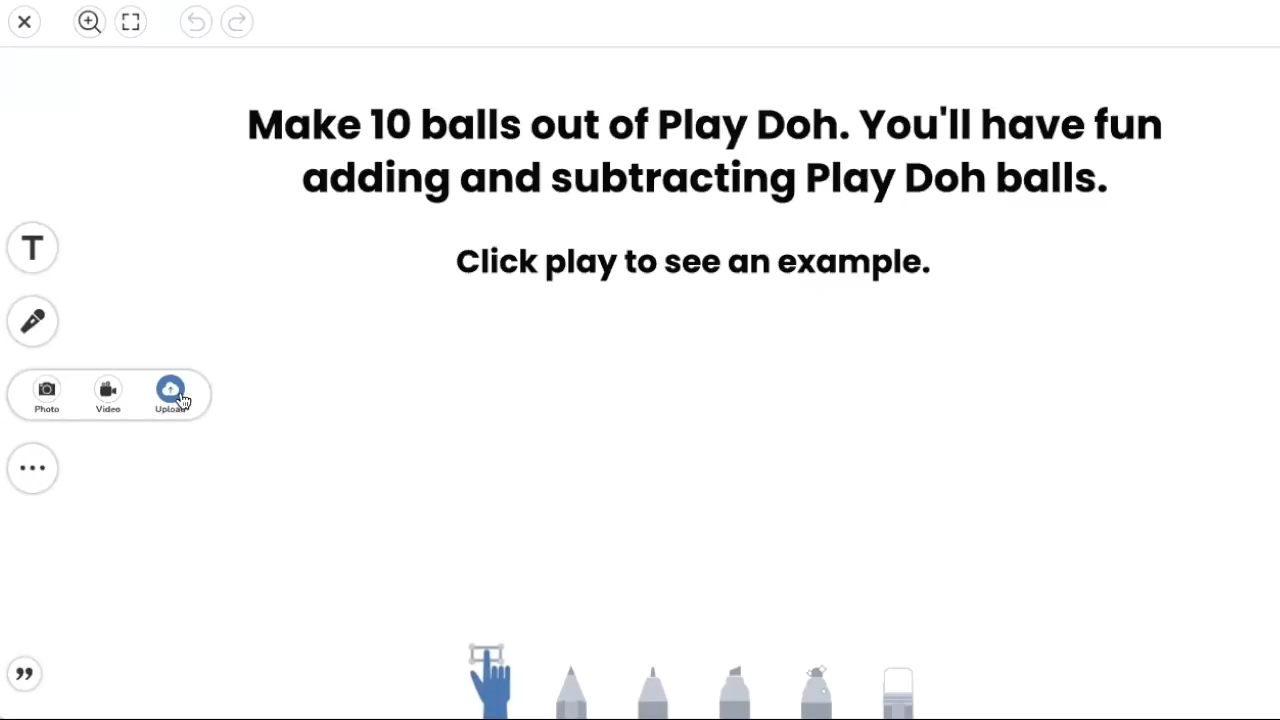 Make 10 balls out of Play Doh. You'll have fun
adding and subtracting Play Doh balls.
Click play to see an example.
T
Photo Video Upload